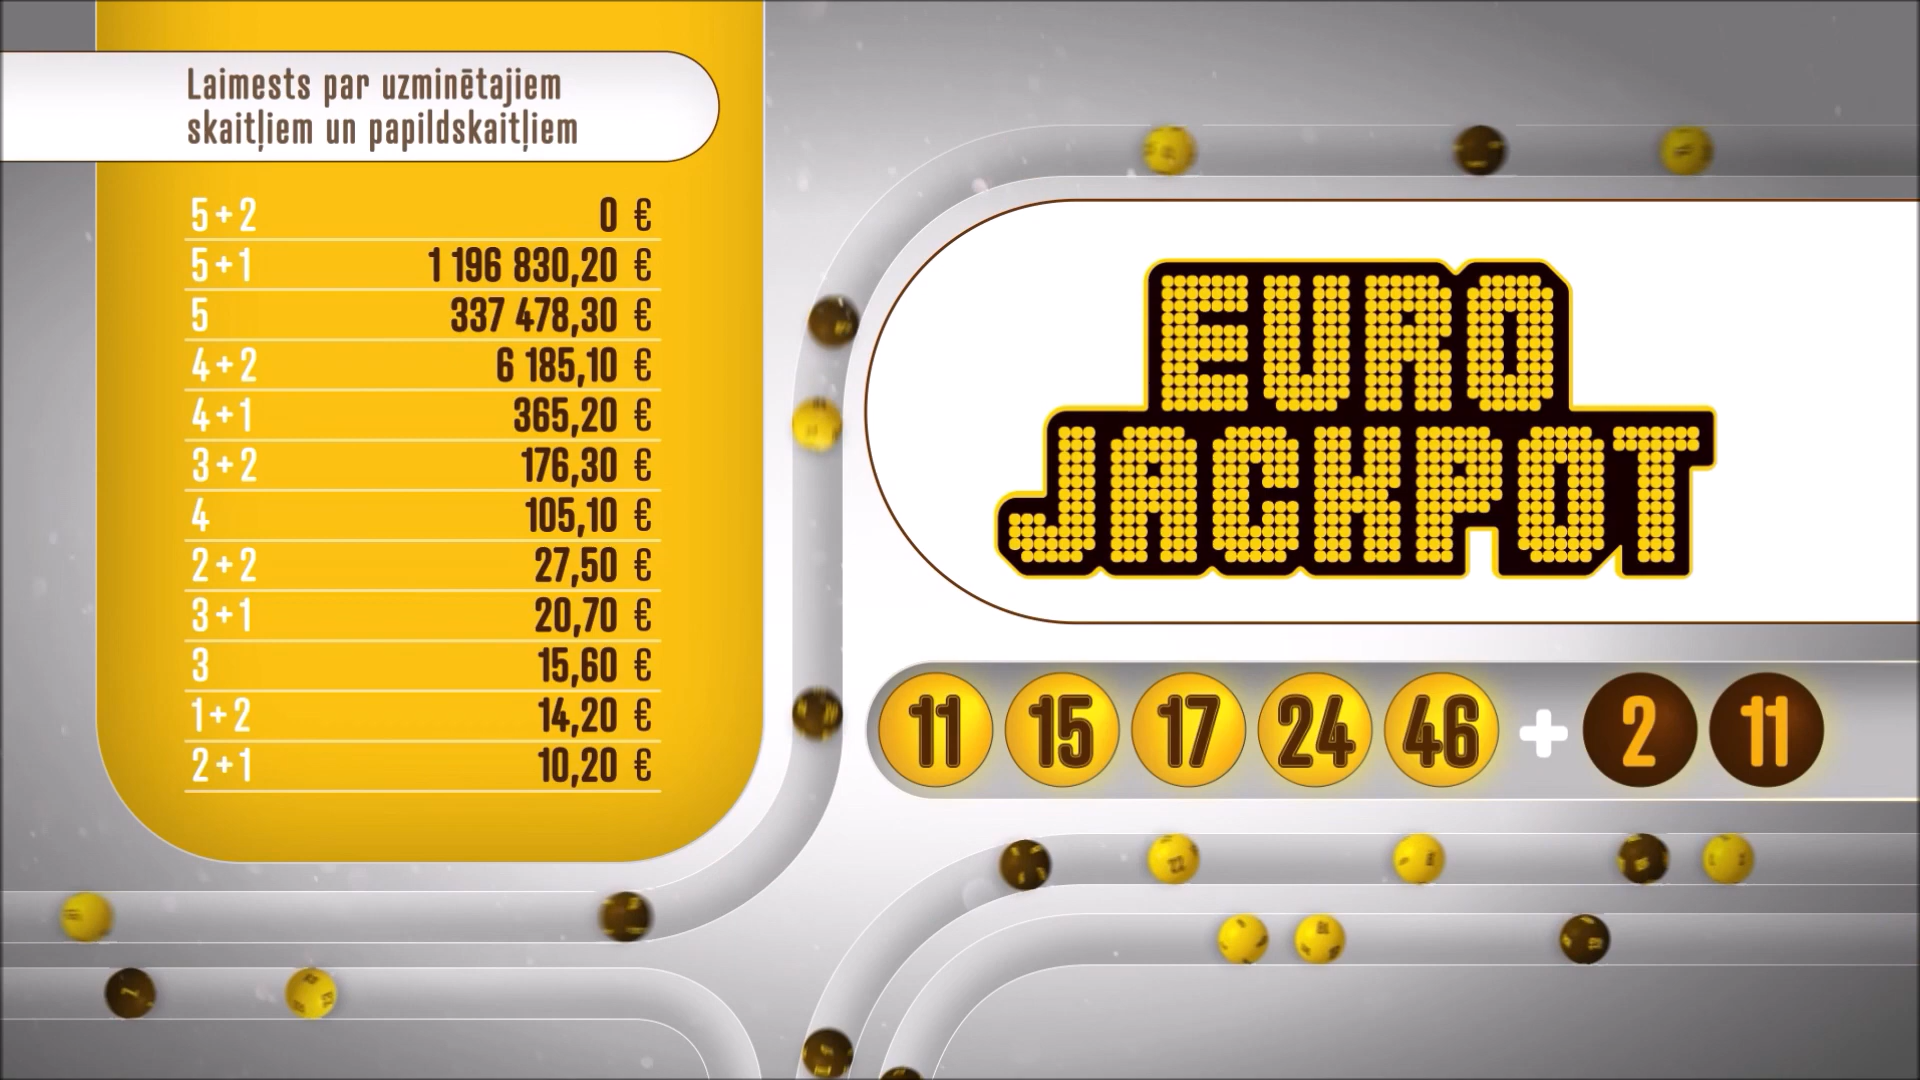 Laimests par uzminētajiem
skaitļiem un papildskaitļiem
5+2 0 €
5+1 1 196 830,20 €
5 337 478,30 €
4+2 6 185,10 €
4+1 365,20 €
3+2 176,30 €
4 105,10 €
2+2 27,50 €
3+1 20,70 €
3 15,60 €
1+2 14,20 €
2+1 10,20 €
EURO
JACKPOT
11 15 17 24 46 + 2 11